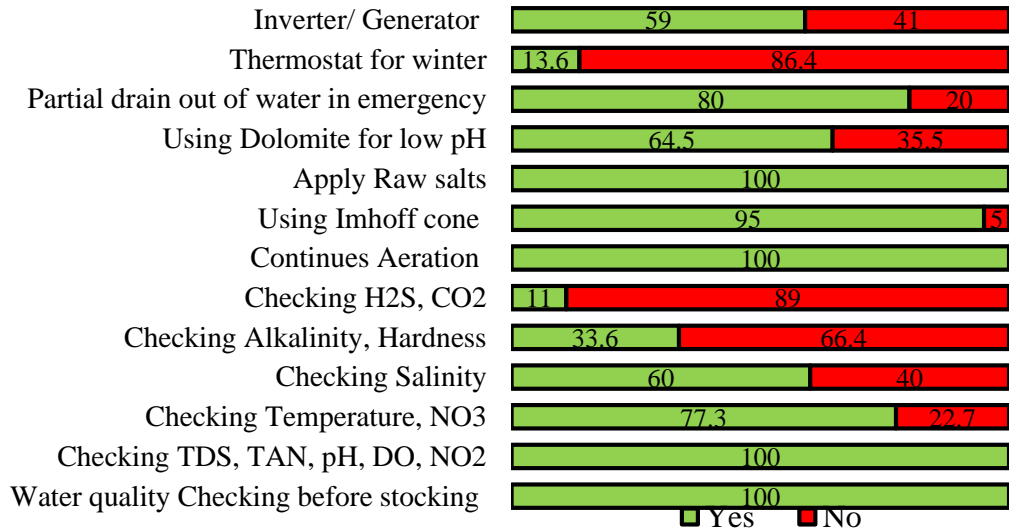 Inverter/ Generator 59 41
Thermostat for winter 13.6 86.4
Partial drain out of water in emergency 80 20
Using Dolomite for low pH 64.5 35.5
Apply Raw salts 100
Using Imhoff cone 95 5
Continues Aeration 100
Checking H2S, CO2 11 89
Checking Alkalinity, Hardness 33.6 66.4
Checking Salinity 60 40
Checking Temperature, NO3 77.3 22.7
Checking TDS, TAN, pH, DO, NO2 100
Water quality Checking before stocking 100
Yes No